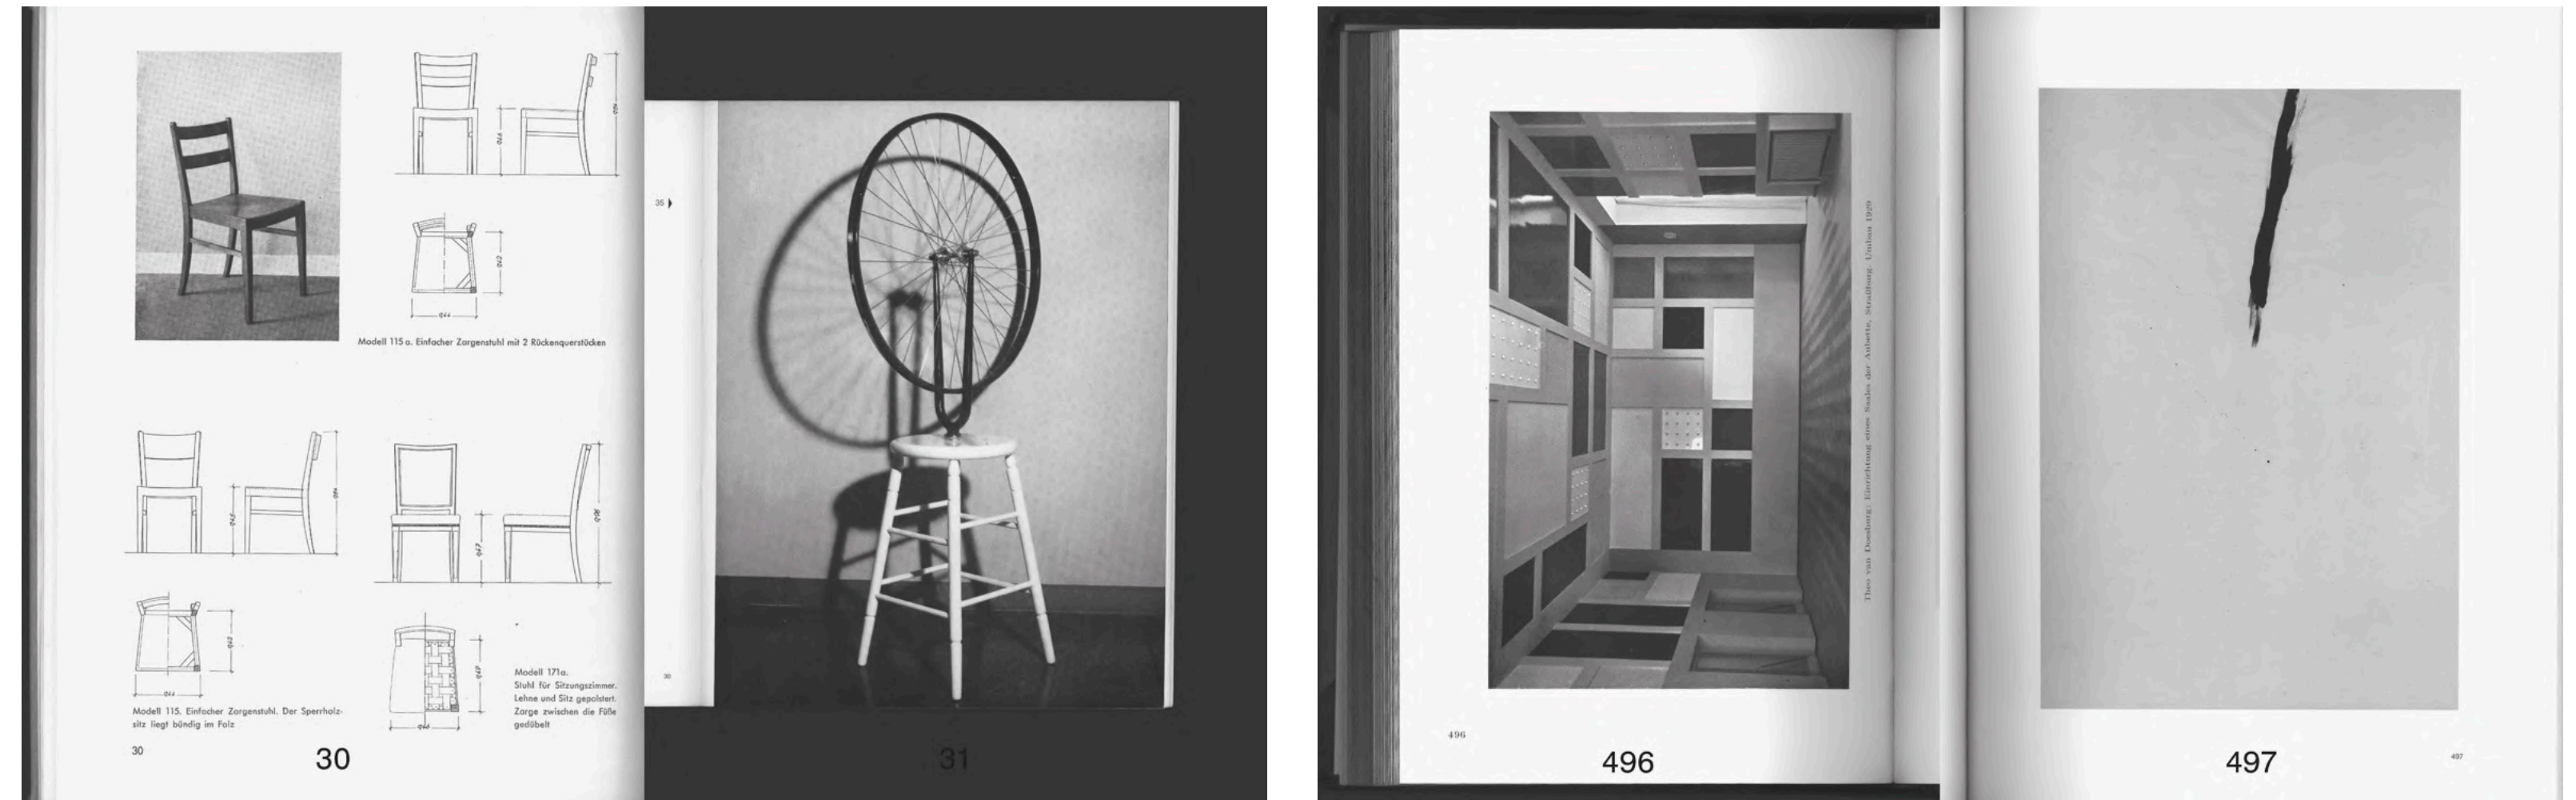 Modell 115a. Einfacher Zargenstuhl mit 2 Rückenquerstücken
Modell 115. Einfacher Zargenstuhl. Der Sperrholz-
sitz liegt bündig im Falz
Modell 171a.
Stuhl für Sitzungszimmer.
Lehne und Sitz gepolstert.
Zarge zwischen die Füße
gedübelt
30
30
35
30
31
Theo van Doesburg: Einrichtung eines Saales der Aubette, Straßburg. Umbau 1929
496
496
497
497